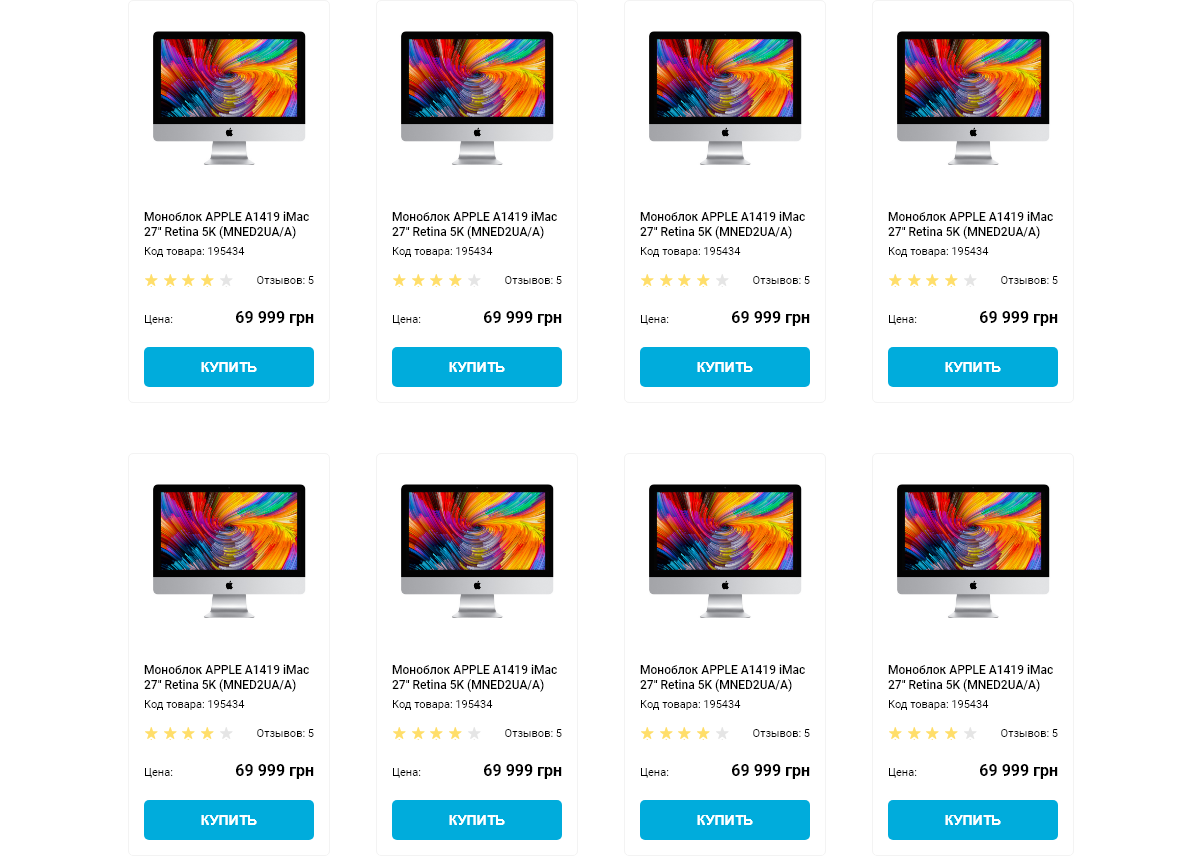 Моноблок APPLE A1419 iMac
27" Retina 5K (MNED2UA/A)
Код товара: 195434
Отзывов: 5
Цена: 69 999 грн
КУПИТЬ
Моноблок APPLE A1419 iMac
27" Retina 5K (MNED2UA/A)
Код товара: 195434
Отзывов: 5
Цена: 69 999 грн
КУПИТЬ
Моноблок APPLE A1419 iMac
27" Retina 5K (MNED2UA/A)
Код товара: 195434
Отзывов: 5
Цена: 69 999 грн
КУПИТЬ
Моноблок APPLE A1419 iMac
27" Retina 5K (MNED2UA/A)
Код товара: 195434
Отзывов: 5
Цена: 69 999 грн
КУПИТЬ
Моноблок APPLE A1419 iMac
27" Retina 5K (MNED2UA/A)
Код товара: 195434
Отзывов: 5
Цена: 69 999 грн
КУПИТЬ
Моноблок APPLE A1419 iMac
27" Retina 5K (MNED2UA/A)
Код товара: 195434
Отзывов: 5
Цена: 69 999 грн
КУПИТЬ
Моноблок APPLE A1419 iMac
27" Retina 5K (MNED2UA/A)
Код товара: 195434
Отзывов: 5
Цена: 69 999 грн
КУПИТЬ
Моноблок APPLE A1419 iMac
27" Retina 5K (MNED2UA/A)
Код товара: 195434
Отзывов: 5
Цена: 69 999 грн
КУПИТЬ